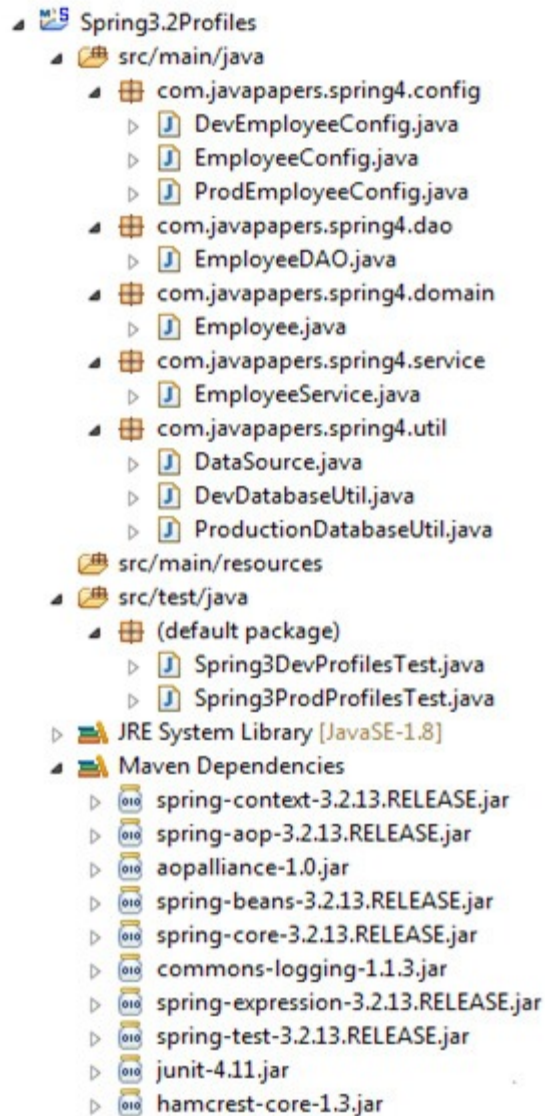 Spring3.2Profiles
src/main/java
com.javapapers.spring4.config
DevEmployeeConfig.java
EmployeeConfig.java
ProdEmployeeConfig.java
com.javapapers.spring4.dao
EmployeeDAO.java
com.javapapers.spring4.domain
Employee.java
com.javapapers.spring4.service
EmployeeService.java
com.javapapers.spring4.util
DataSource.java
DevDatabaseUtil.java
ProductionDatabaseUtil.java
src/main/resources
src/test/java
(default package)
Spring3DevProfilesTest.java
Spring3ProdProfilesTest.java
JRE System Library [JavaSE-1.8]
Maven Dependencies
spring-context-3.2.13.RELEASE.jar
spring-aop-3.2.13.RELEASE.jar
aopalliance-1.0.jar
spring-beans-3.2.13.RELEASE.jar
spring-core-3.2.13.RELEASE.jar
commons-logging-1.1.3.jar
spring-expression-3.2.13.RELEASE.jar
spring-test-3.2.13.RELEASE.jar
junit-4.11.jar
hamcrest-core-1.3.jar